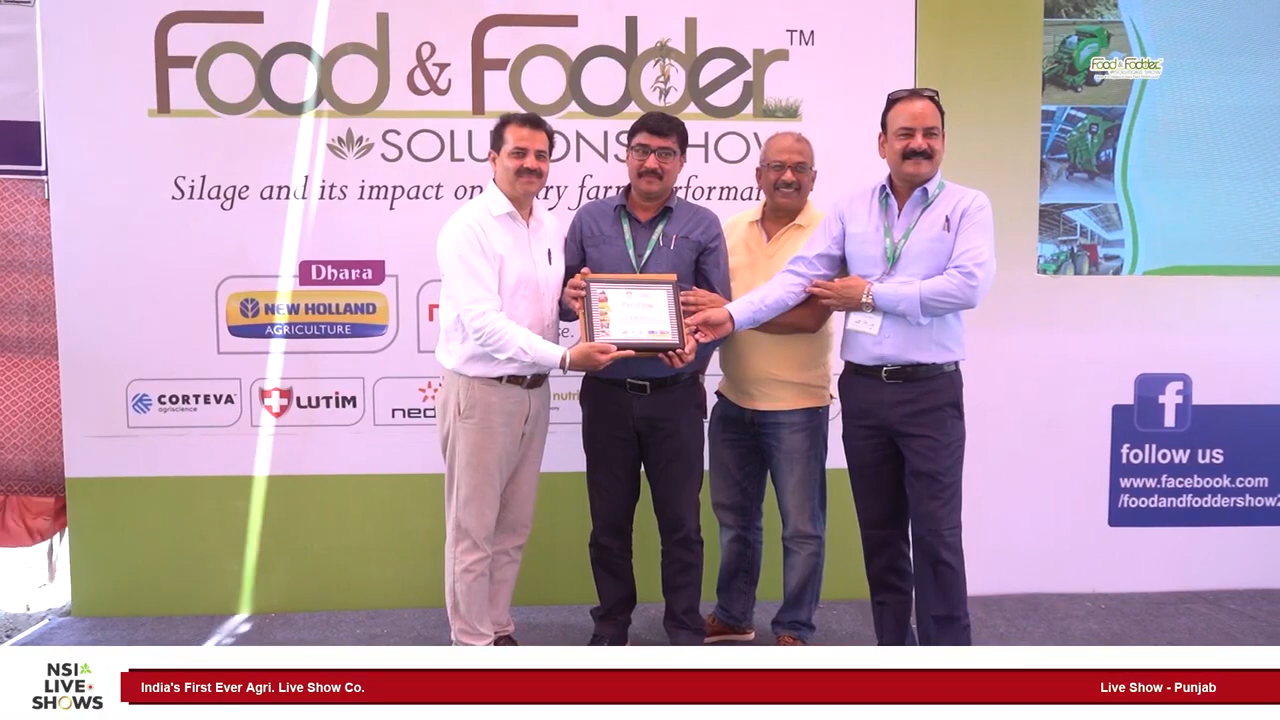 Food & Fodder™
Food & Fodder
SOLUTIONS SHOW
Silage and its impact on
Dhara
NEW HOLLAND
AGRICULTURE
CORTEVA
agriscience
LUTIM
follow us
www.facebook.com
/foodandfoddershow
NSI
LIVE
SHOWS
India's First Ever Agri. Live Show Co.
Live Show - Punjab